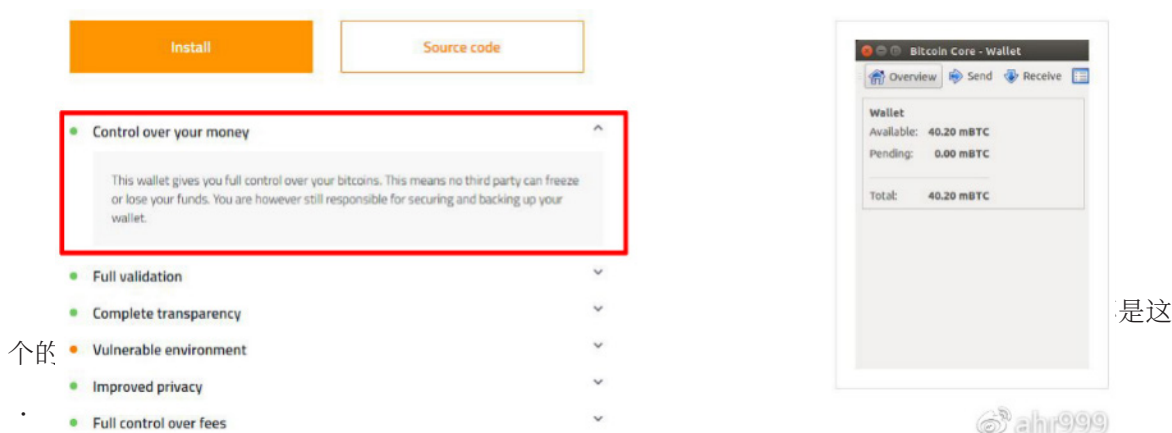 Install
Source code
Control over your money
This wallet gives you full control over your bitcoins. This means no third party can freeze
or lose your funds. You are however still responsible for securing and backing up your
wallet.
Full validation
Complete transparency
Vulnerable environment
Improved privacy
Full control over fees
Bitcoin Core - Wallet
Overview
Send
Receive
Wallet
Available: 40.20 mBTC
Pending: 0.00 mBTC
Total: 40.20 mBTC
是这
个的
ahr999